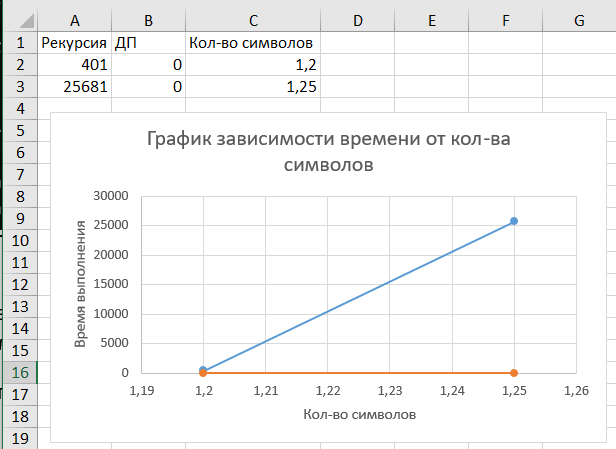 A B C D E F G
1 Рекурсия ДП Кол-во символов
2 401 0 1,2
3 25681 0 1,25
4
5
6
7
8
9
10
11
12
13
14
15
16
17
18
19
График зависимости времени от кол-ва
символов
Время выполнения
30000
25000
20000
15000
10000
5000
0
1,19 1,2 1,21 1,22 1,23 1,24 1,25 1,26
Кол-во символов